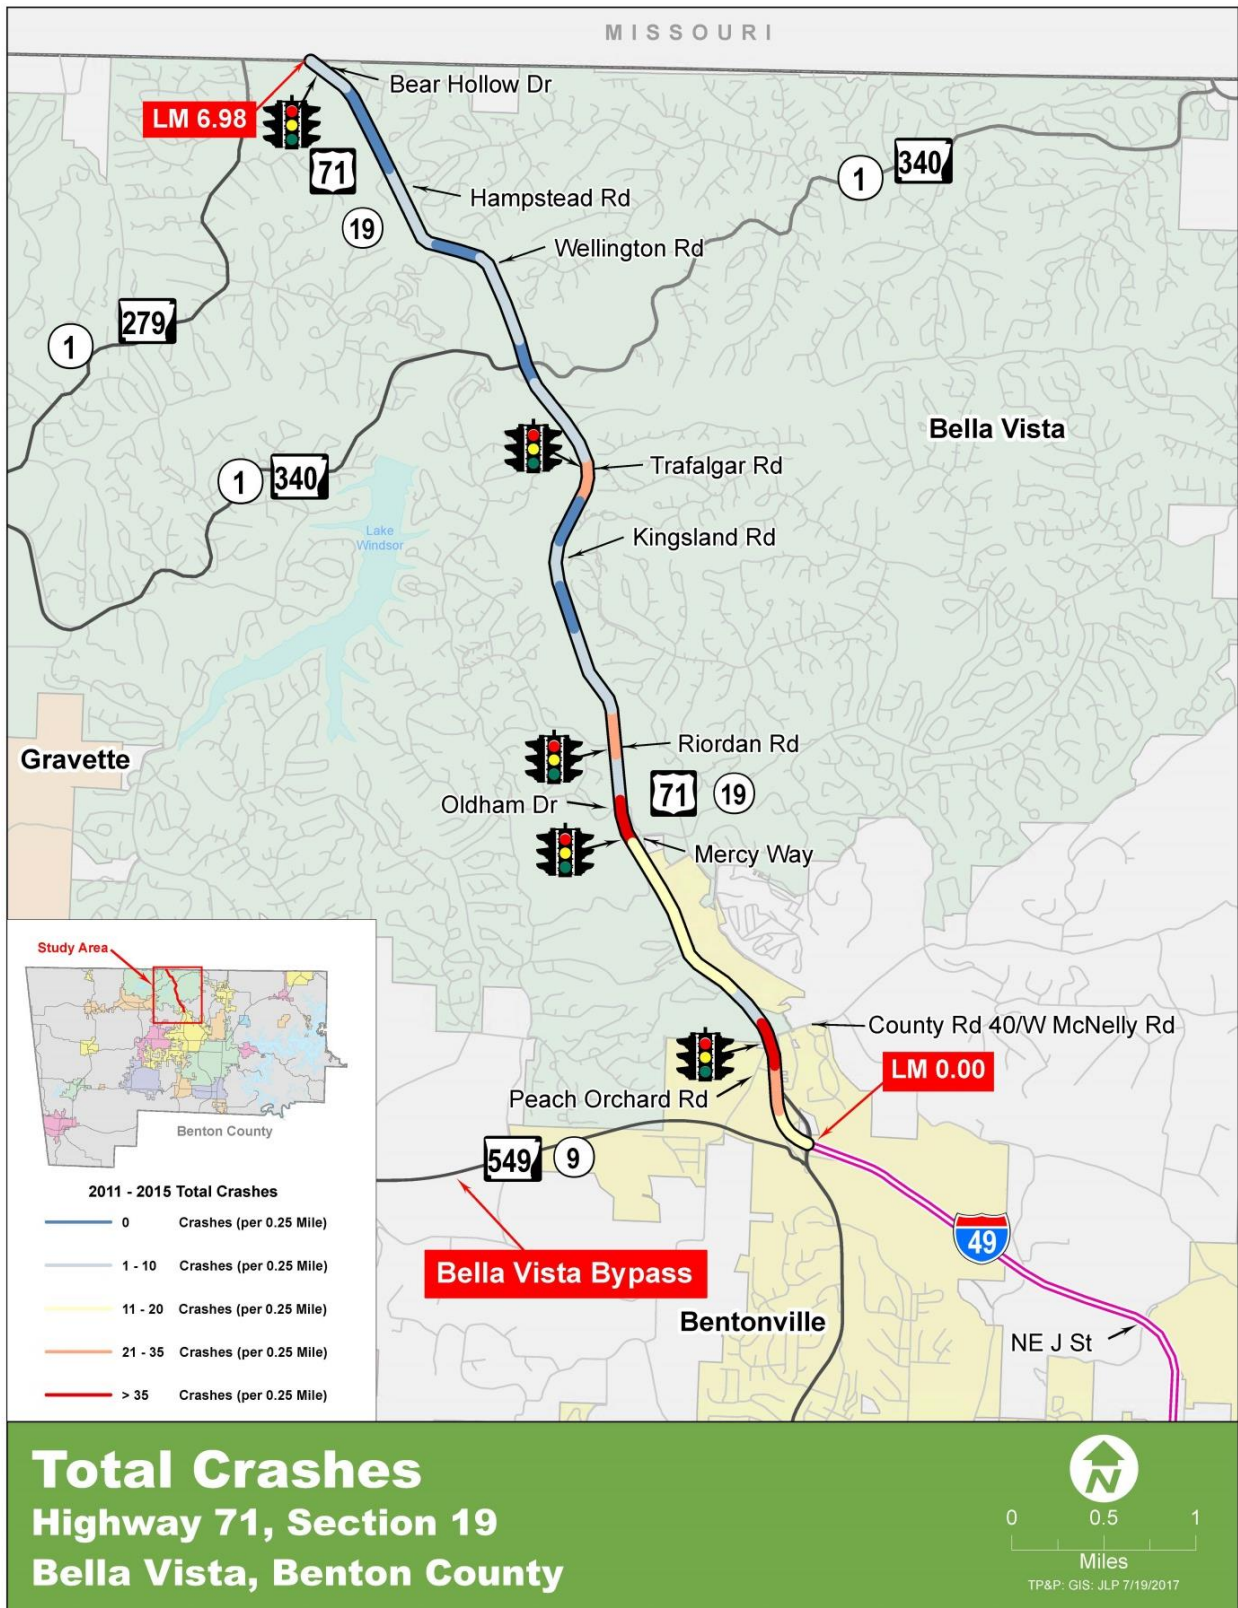 MISSOURI
Bear Hollow Dr
LM 6.98
71
340
1
Hampstead Rd
19
Wellington Rd
279
1
Bella Vista
Trafalgar Rd
1
340
Lake
Windsor
Kingsland Rd
Riordan Rd
Gravette
71
19
Oldham Dr
Mercy Way
Study Area
County Rd 40/W McNelly Rd
LM 0.00
Peach Orchard Rd
Benton County
549
9
2011 - 2015 Total Crashes
0 Crashes (per 0.25 Mile)
1 - 10 Crashes (per 0.25 Mile)
11 - 20 Crashes (per 0.25 Mile)
21 - 35 Crashes (per 0.25 Mile)
> 35 Crashes (per 0.25 Mile)
49
Bella Vista Bypass
Bentonville
NE J St
Total Crashes
Highway 71, Section 19
Bella Vista, Benton County
N
0 0.5 1
Miles
TP&P: GIS: JLP 7/19/2017